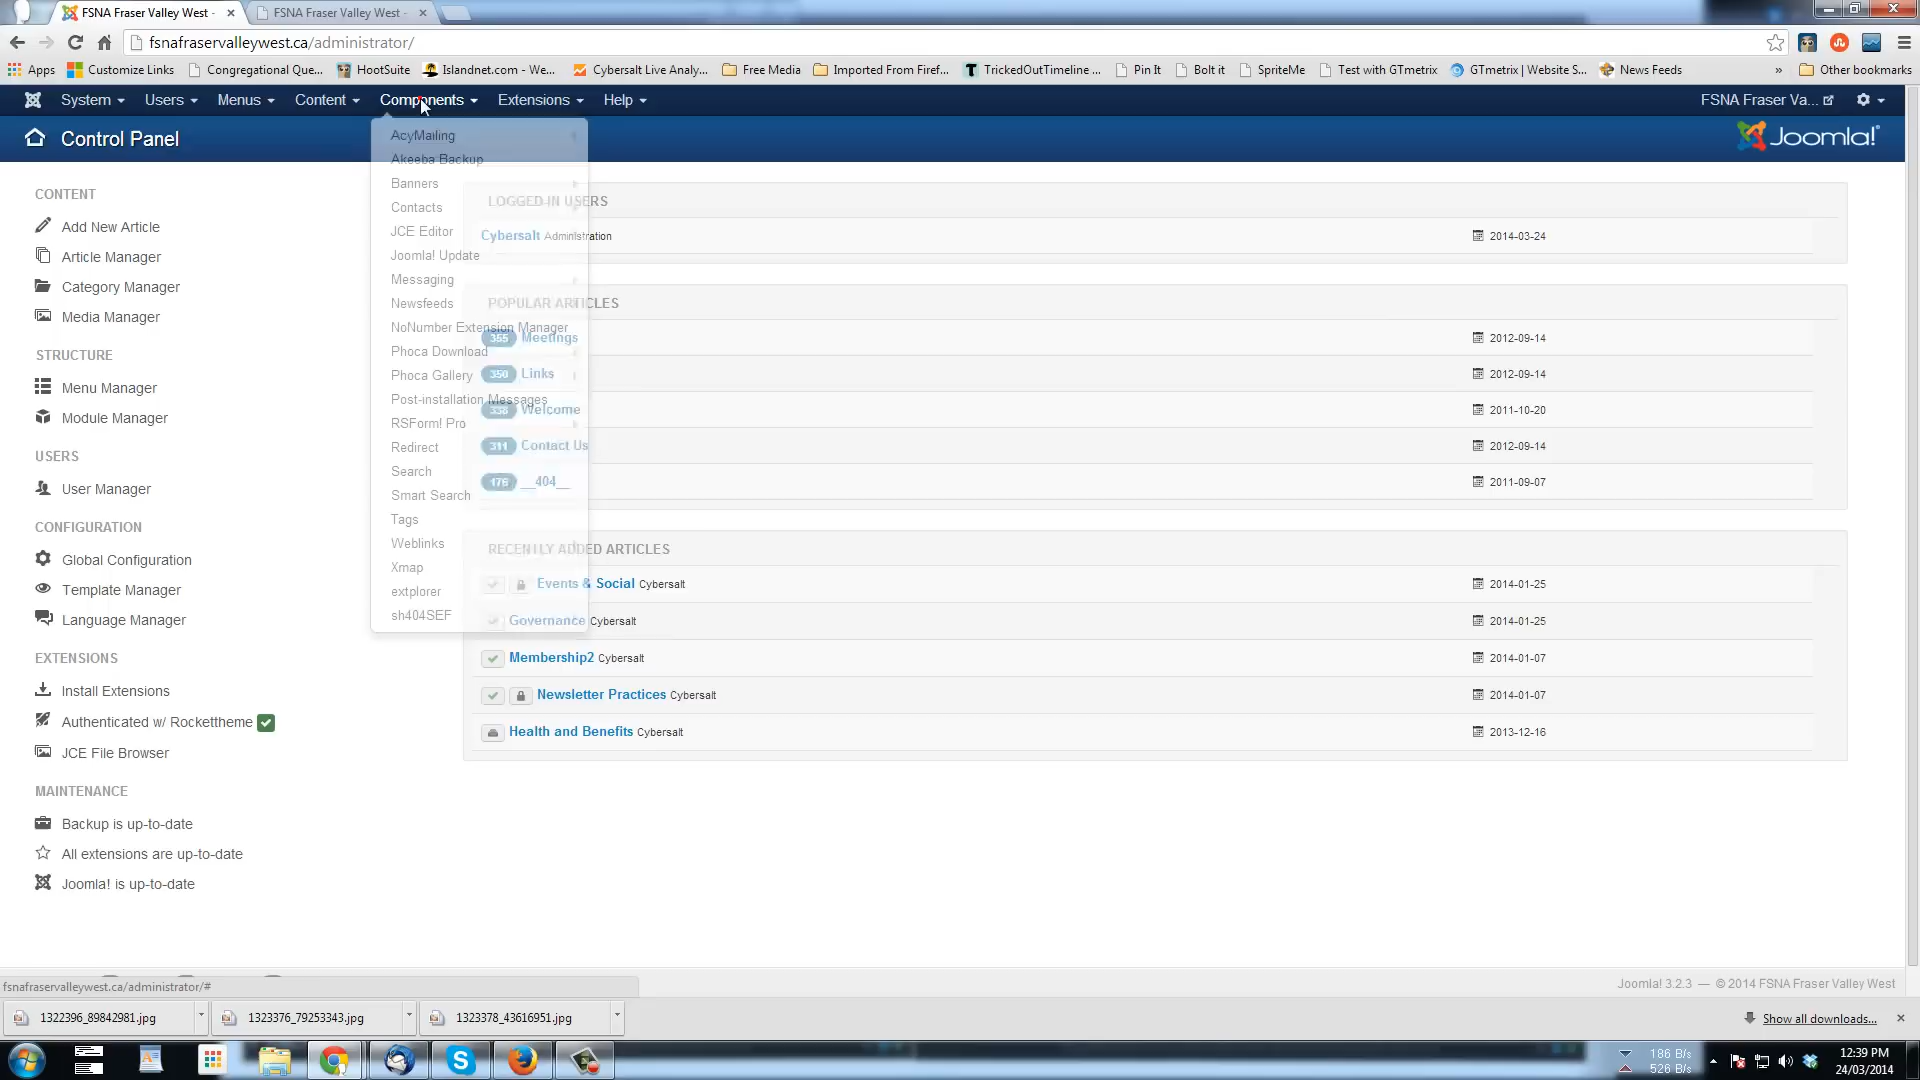 FSNA Fraser Valley West -
FSNA Fraser Valley West -
fsnafraservalleywest.ca/administrator/
Apps
Customize Links
Congregational Que...
HootSuite
Islandnet.com - We...
Cybersalt Live Analy...
Free Media
Imported From Firef...
TrickedOutTimeline ...
Pin It
Bolt it
SpriteMe
Test with GTmetrix
GTmetrix | Website S...
News Feeds
»
Other bookmarks
System
Users
Menus
Content
Components
Extensions
Help
FSNA Fraser Va...
Control Panel
Joomla!
CONTENT
Add New Article
Article Manager
Category Manager
Media Manager
STRUCTURE
Menu Manager
Module Manager
USERS
User Manager
CONFIGURATION
Global Configuration
Template Manager
Language Manager
EXTENSIONS
Install Extensions
Authenticated w/ Rockettheme
JCE File Browser
MAINTENANCE
Backup is up-to-date
All extensions are up-to-date
Joomla! is up-to-date
AcyMailing
Akeeba Backup
Banners
Contacts
JCE Editor
Joomla! Update
Messaging
Newsfeeds
NoNumber Extension Manager
Phoca Download
Phoca Gallery
Post-installation Messages
RSForm! Pro
Redirect
Search
Smart Search
Tags
Weblinks
Xmap
extplorer
sh404SEF
LOGGED-IN USERS
Cybersalt Administration 2014-03-24
POPULAR ARTICLES
365 Meetings 2012-09-14
350 Links 2012-09-14
338 Welcome 2011-10-20
311 Contact Us 2012-09-14
176 __404__ 2011-09-07
RECENTLY ADDED ARTICLES
Events & Social Cybersalt 2014-01-25
Governance Cybersalt 2014-01-25
Membership2 Cybersalt 2014-01-07
Newsletter Practices Cybersalt 2014-01-07
Health and Benefits Cybersalt 2013-12-16
fsnafraservalleywest.ca/administrator/#
Joomla! 3.2.3 — © 2014 FSNA Fraser Valley West
1322396_89842981.jpg
1323376_79253343.jpg
1323378_43616951.jpg
Show all downloads...
186 B/s
526 B/s
12:39 PM
24/03/2014